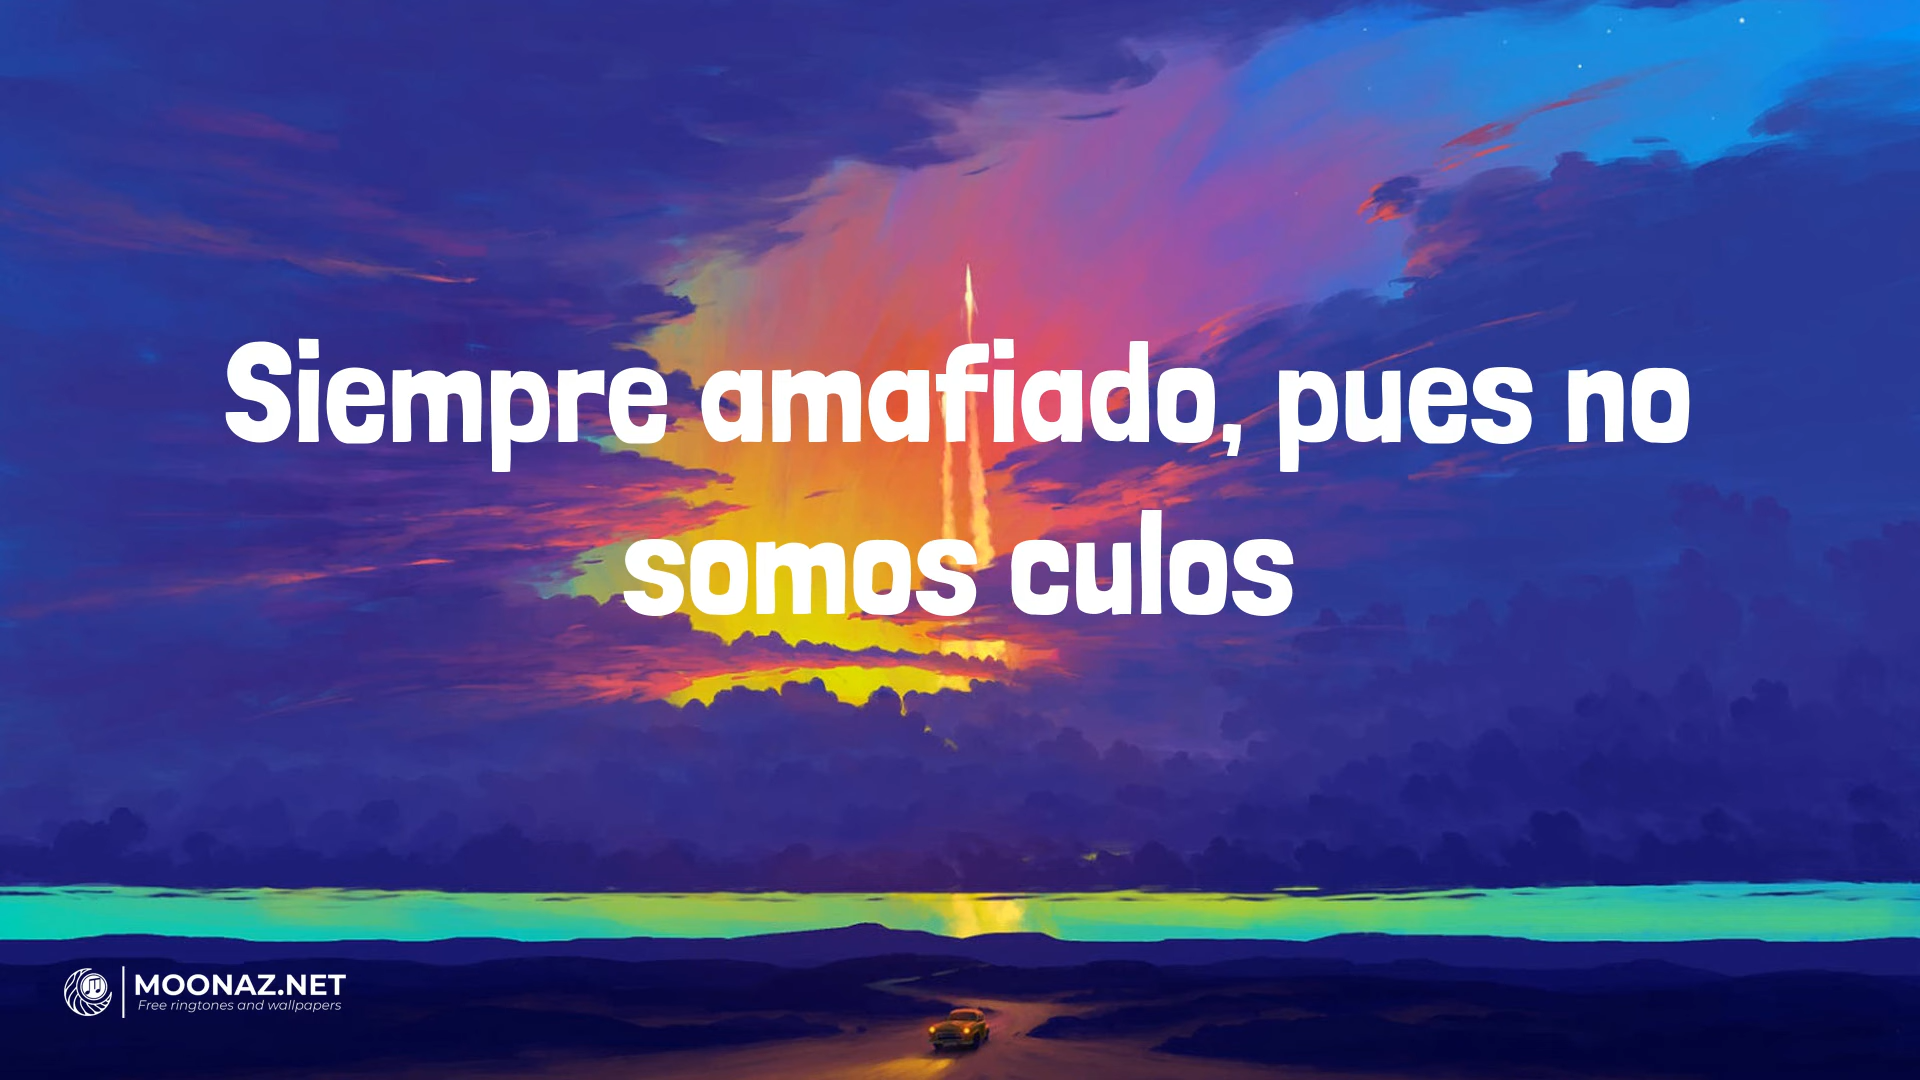 Siempre amafiado, pues no
somos culos
MOONAZ.NET
Free ringtones and wallpapers